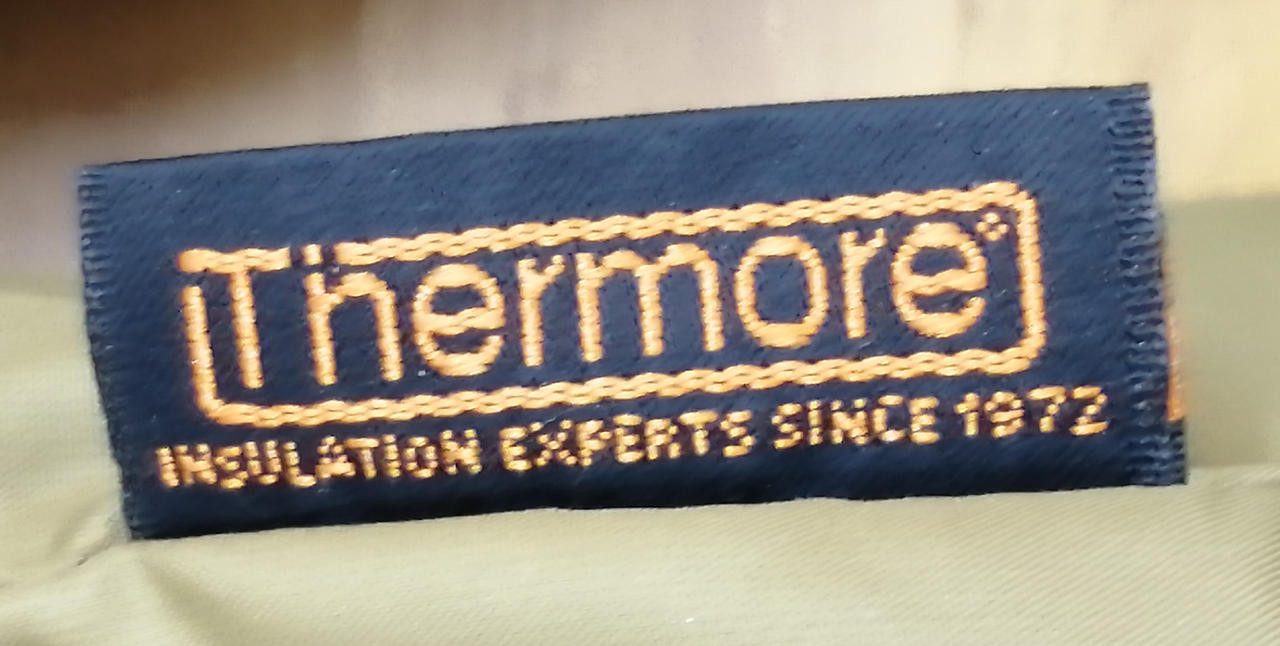 Thermore®
INSULATION EXPERTS SINCE 1972